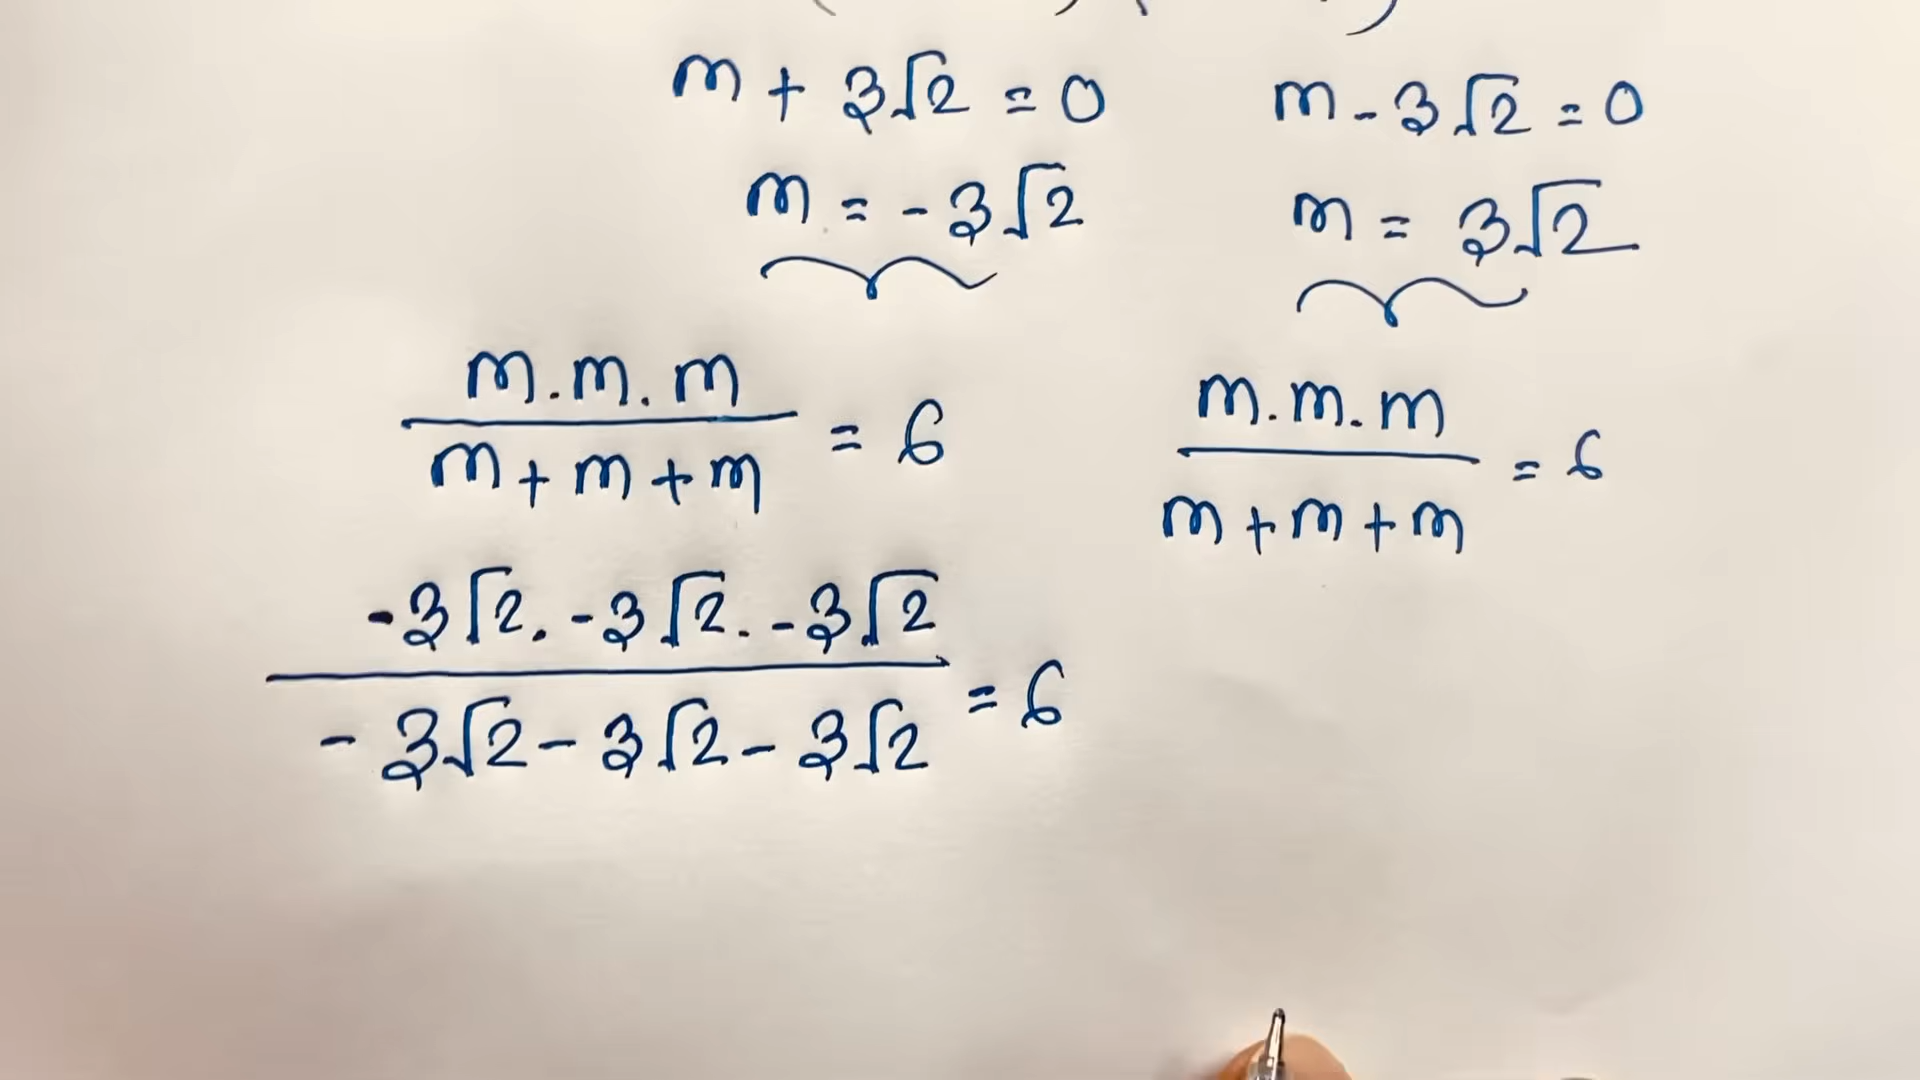 m + 3√2 = 0
m - 3√2 = 0
m = -3√2
m = 3√2
m.m.m
m+m+m
= 6
m.m.m
m+m+m
= 6
-3√2. -3√2. -3√2
-3√2-3√2-3√2
= 6